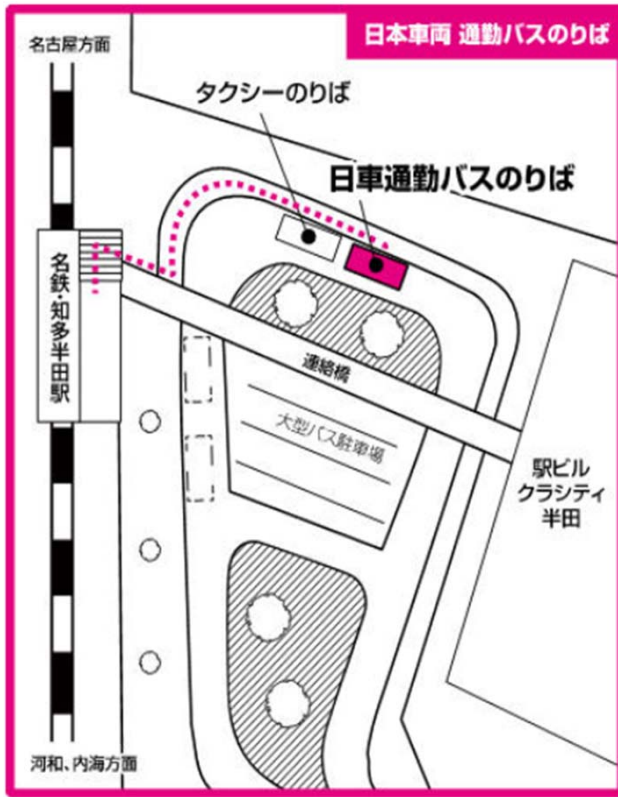 日本車両 通勤バスのりば
名古屋方面
タクシーのりば
日車通勤バスのりば
名鉄・知多半田駅
連絡橋
大型バス駐車場
駅ビル
クラシティ
半田
河和、内海方面